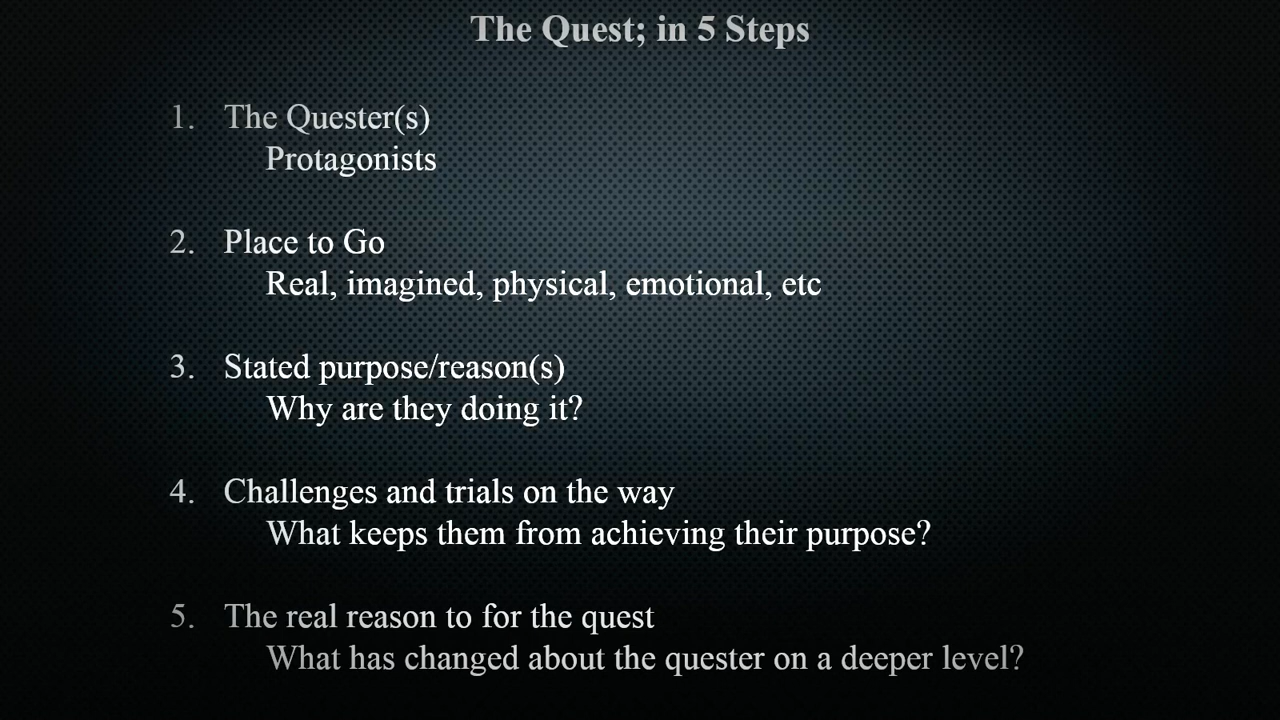 The Quest; in 5 Steps
1. The Quester(s)
Protagonists
2. Place to Go
Real, imagined, physical, emotional, etc
3. Stated purpose/reason(s)
Why are they doing it?
4. Challenges and trials on the way
What keeps them from achieving their purpose?
5. The real reason to for the quest
What has changed about the quester on a deeper level?